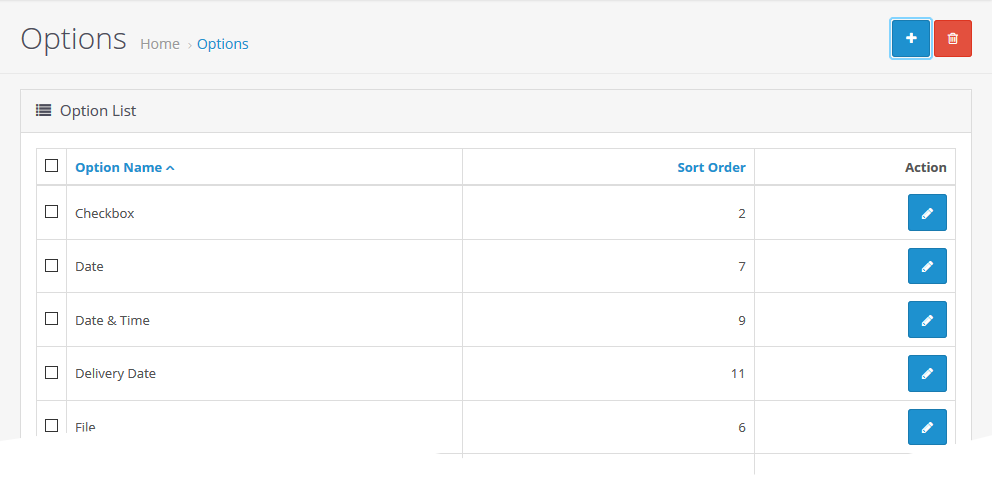 Options Home › Options
Option List
Option Name Sort Order Action
Checkbox 2
Date 7
Date & Time 9
Delivery Date 11
File 6